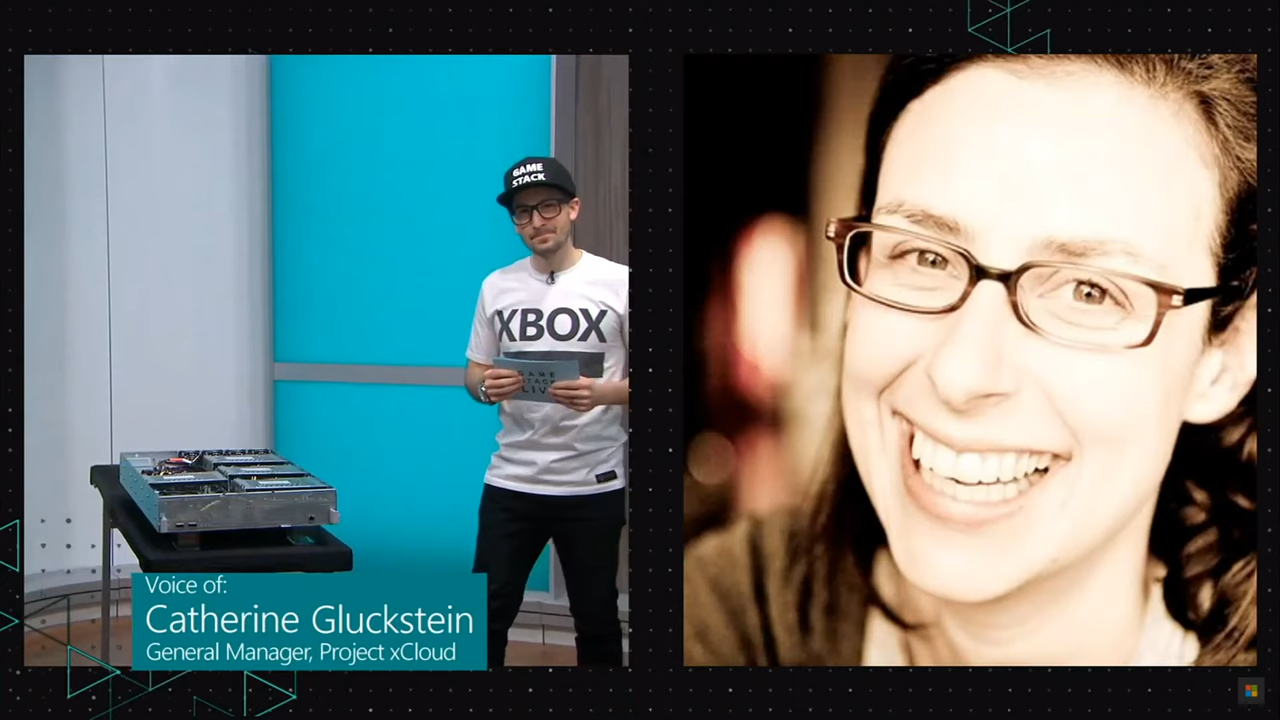 GAME
STACK
XBOX
GAME
STACK
LIVE
Voice of:
Catherine Gluckstein
General Manager, Project xCloud